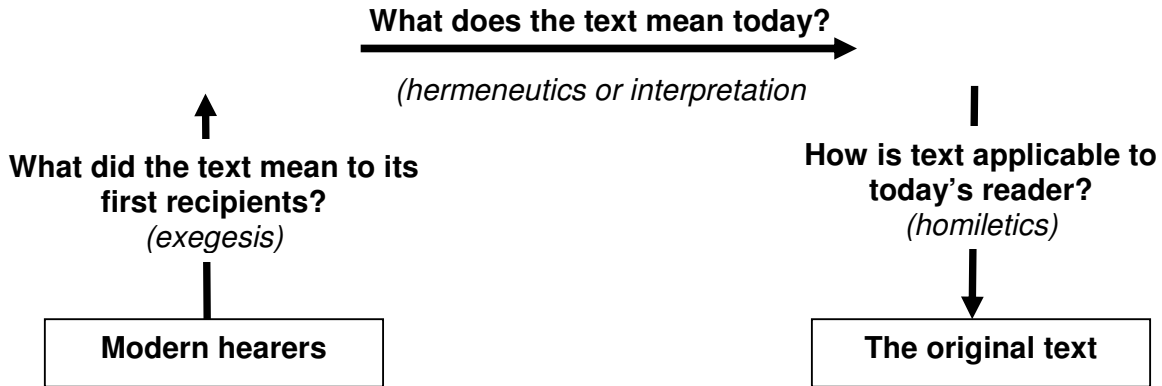 What does the text mean today?
(hermeneutics or interpretation
What did the text mean to its
first recipients?
(exegesis)
How is text applicable to
today's reader?
(homiletics)
Modern hearers
The original text